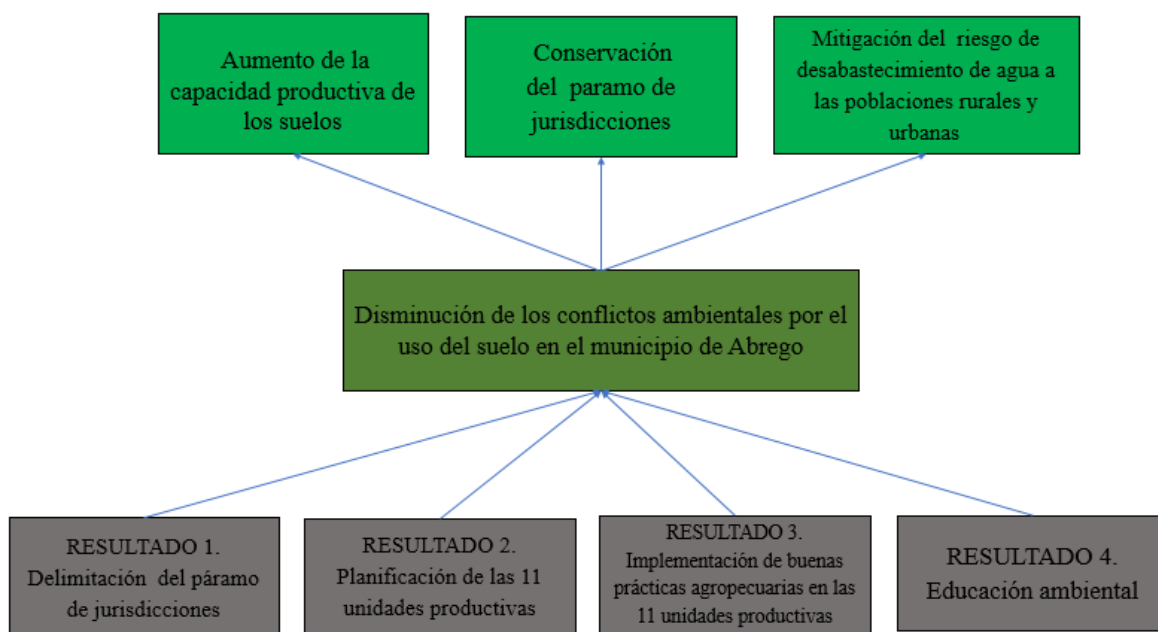 Aumento de la
capacidad productiva de
los suelos
Conservación
del paramo de
jurisdicciones
Mitigación del riesgo de
desabastecimiento de agua a
las poblaciones rurales y
urbanas
Disminución de los conflictos ambientales por el
uso del suelo en el municipio de Abrego
RESULTADO 1.
Delimitación del páramo
de jurisdicciones
RESULTADO 2.
Planificación de las 11
unidades productivas
RESULTADO 3.
Implementación de buenas
prácticas agropecuarias en las
11 unidades productivas
RESULTADO 4.
Educación ambiental